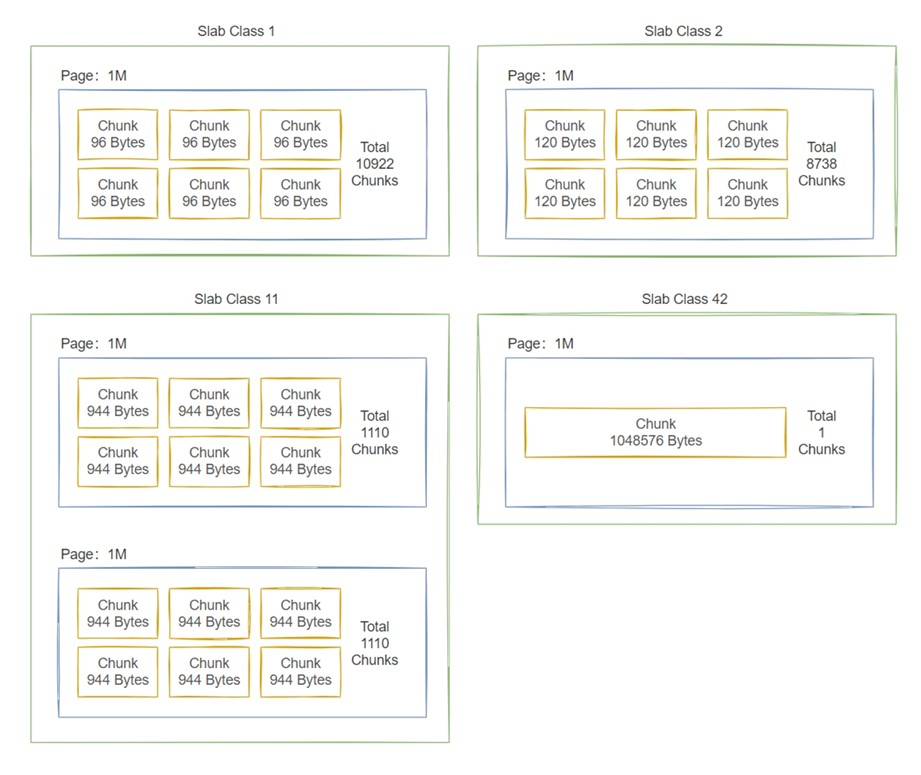 Slab Class 1
Page: 1M
Chunk
96 Bytes
Chunk
96 Bytes
Chunk
96 Bytes
Chunk
96 Bytes
Chunk
96 Bytes
Chunk
96 Bytes
Total
10922
Chunks
Slab Class 2
Page: 1M
Chunk
120 Bytes
Chunk
120 Bytes
Chunk
120 Bytes
Chunk
120 Bytes
Chunk
120 Bytes
Chunk
120 Bytes
Total
8738
Chunks
Slab Class 11
Page: 1M
Chunk
944 Bytes
Chunk
944 Bytes
Chunk
944 Bytes
Chunk
944 Bytes
Chunk
944 Bytes
Chunk
944 Bytes
Total
1110
Chunks
Page: 1M
Chunk
944 Bytes
Chunk
944 Bytes
Chunk
944 Bytes
Chunk
944 Bytes
Chunk
944 Bytes
Chunk
944 Bytes
Total
1110
Chunks
Slab Class 42
Page: 1M
Chunk
1048576 Bytes
Total
1
Chunks